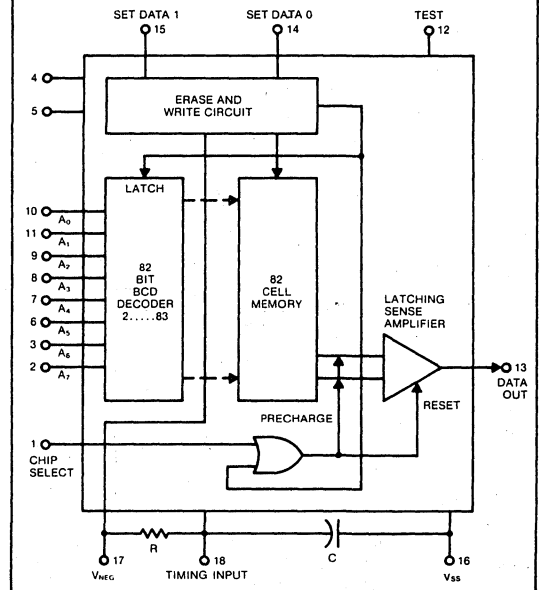 SET DATA 1
SET DATA 0
TEST
15
14
12
4
5
ERASE AND
WRITE CIRCUIT
LATCH
10
A0
11
A1
9
A2
8
A3
7
A4
6
A5
3
A6
2
A7
82
BIT
BCD
DECODER
2.....83
82
CELL
MEMORY
LATCHING
SENSE
AMPLIFIER
13
DATA
OUT
RESET
PRECHARGE
1
CHIP
SELECT
R
C
17
18
16
VNEG
TIMING INPUT
VSS